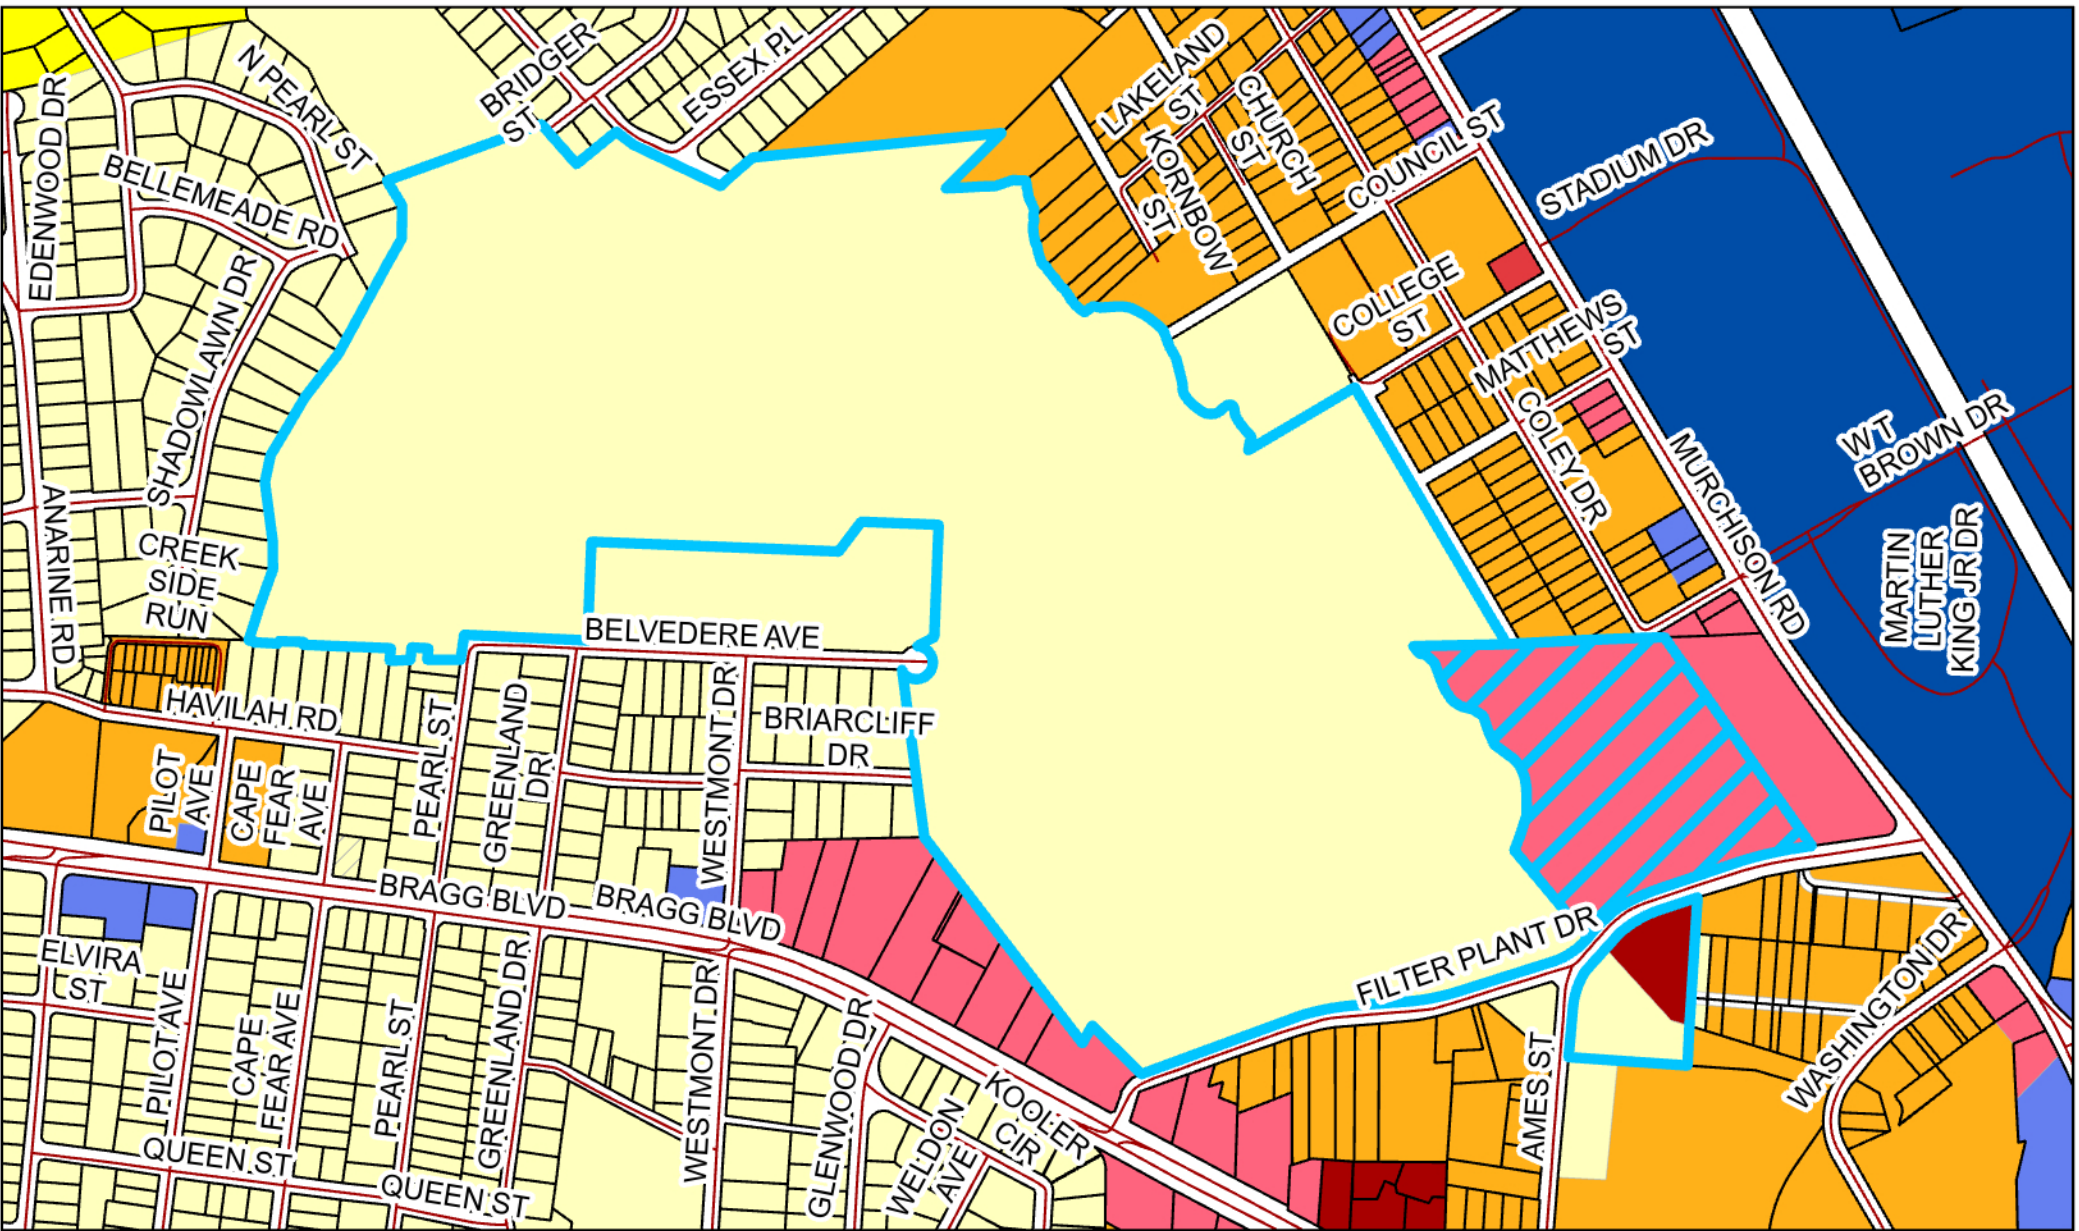 BRIDGER
ST
ESSEX PL
N PEARL ST
EDENWOOD DR
BELLEMEADE RD
SHADOWLAWN DR
LAKELAND
ST
CHURCH
ST
KORNBOW
ST
COUNCIL ST
STADIUM DR
COLLEGE
ST
MATTHEWS
ST
COLEY DR
MURCHISON RD
W T
BROWN DR
MARTIN
LUTHER
KING JR DR
ANARINE RD
CREEK
SIDE
RUN
BELVEDERE AVE
HAVILAH RD
PILOT
AVE
CAPE
FEAR
AVE
PEARL ST
GREENLAND
DR
WESTMONT DR
BRIARCLIFF
DR
BRAGG BLVD
BRAGG BLVD
FILTER PLANT DR
ELVIRA
ST
PILOT AVE
CAPE
FEAR AVE
PEARL ST
GREENLAND DR
WESTMONT DR
GLENWOOD DR
WELDON
AVE
KOOLER
CIR
AMES ST
WASHINGTON DR
QUEEN ST
QUEEN ST